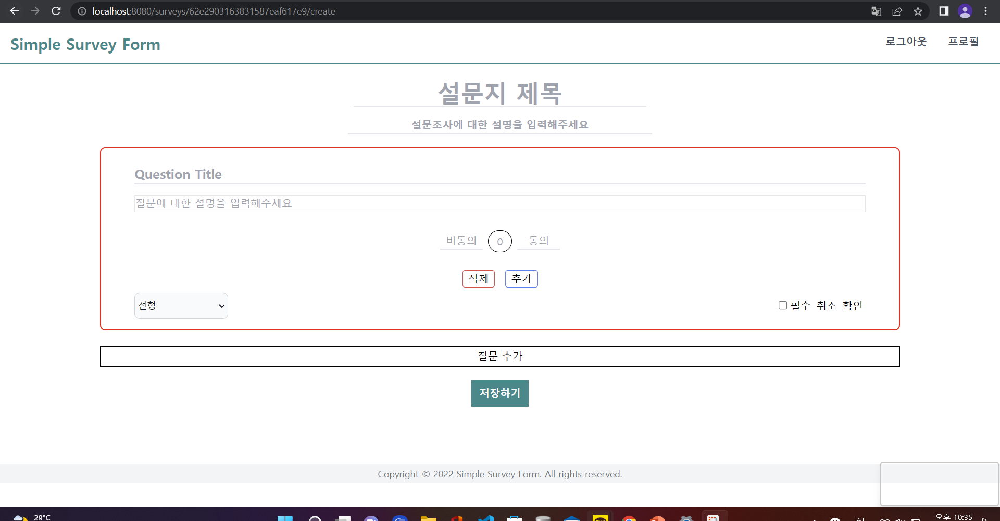 localhost:8080/surveys/62e2903163831587eaf617e9/create
Simple Survey Form
로그아웃 프로필
설문지 제목
설문조사에 대한 설명을 입력해주세요
Question Title
질문에 대한 설명을 입력해주세요
비동의 0 동의
삭제 추가
선형 필수 취소 확인
질문 추가
저장하기
Copyright © 2022 Simple Survey Form. All rights reserved.
29°C
오후 10:35